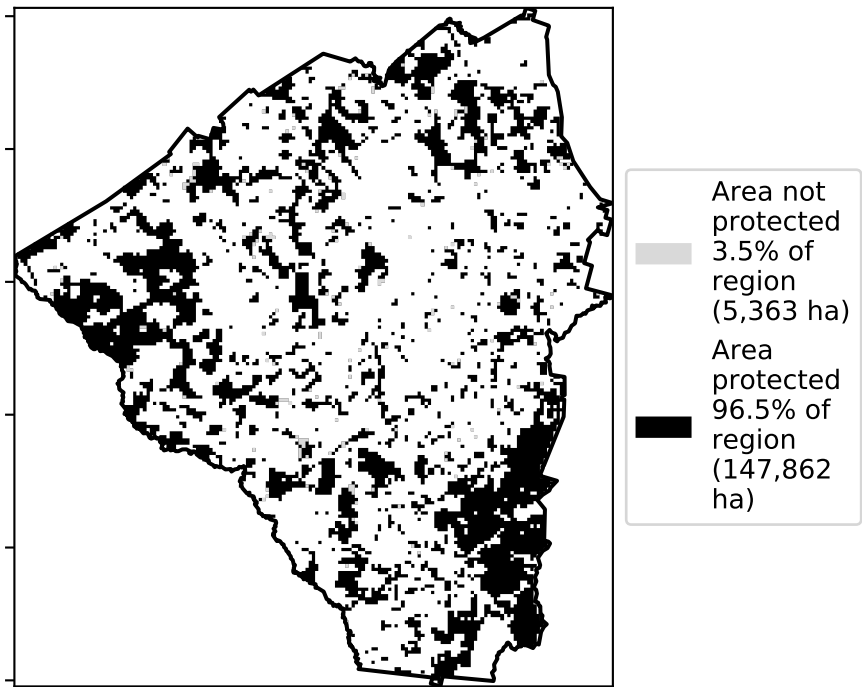 Area not
protected
3.5% of
region
(5,363 ha)
Area
protected
96.5% of
region
(147,862
ha)